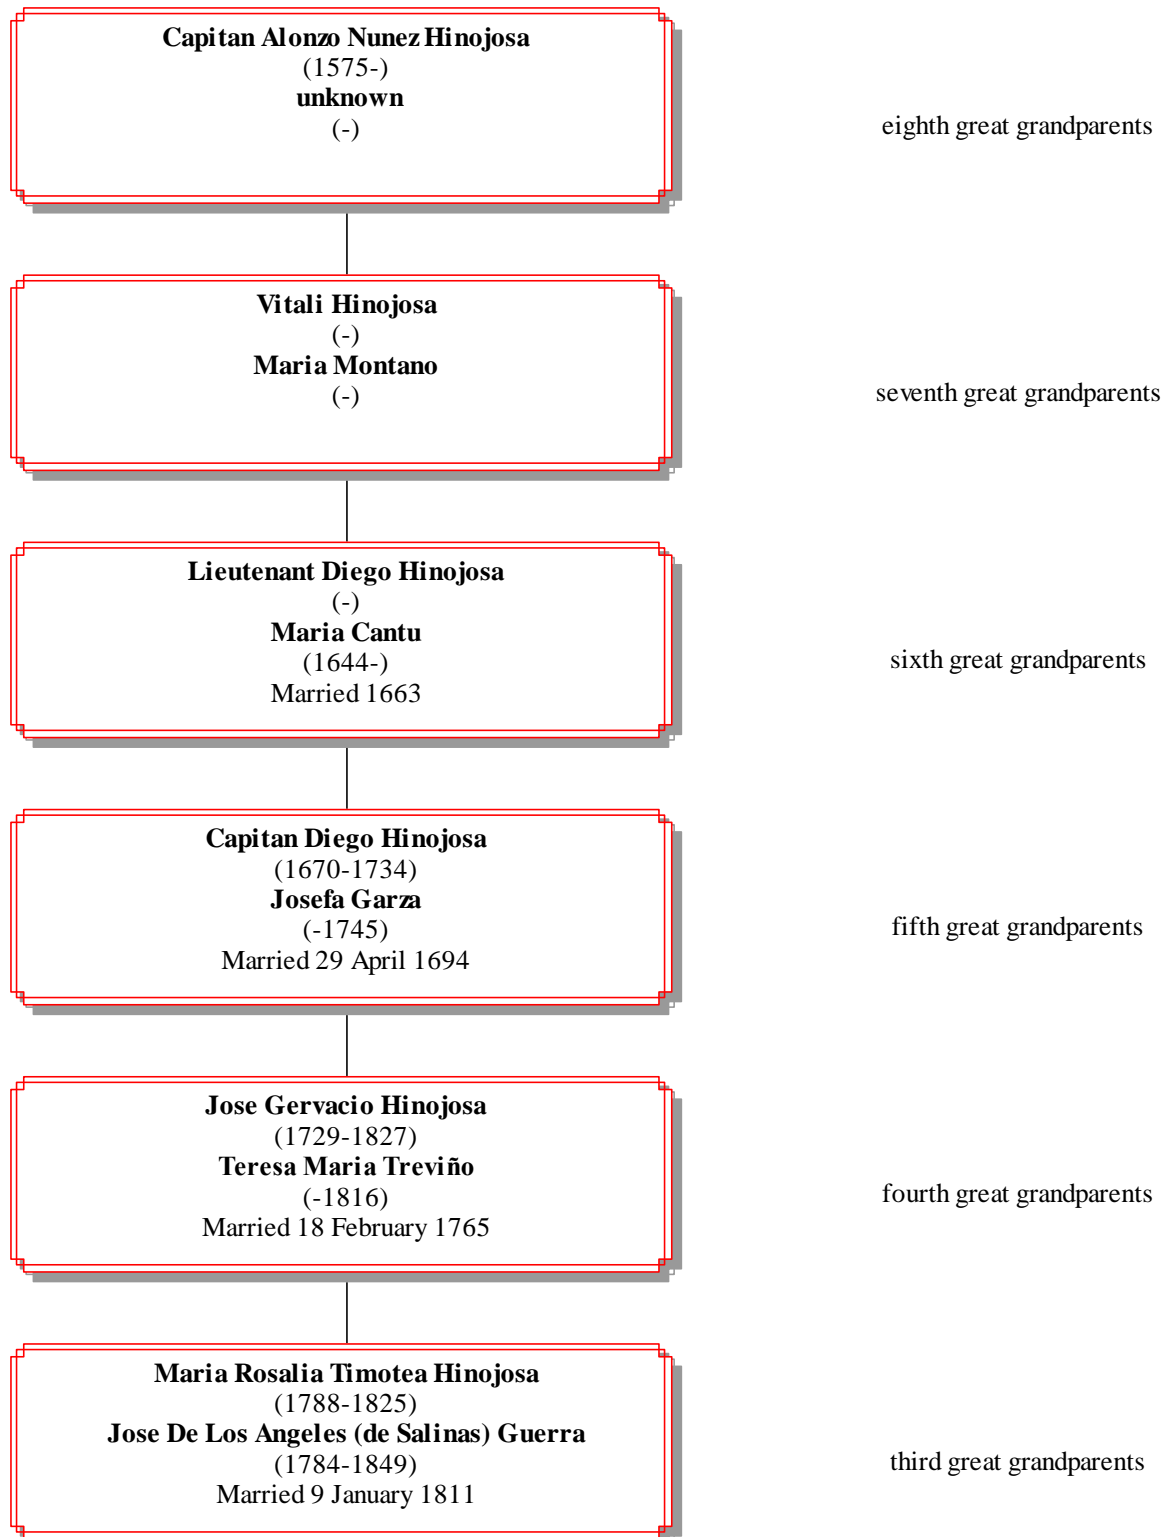 Capitan Alonzo Nunez Hinojosa
(1575-)
unknown
(-)
eighth great grandparents
Vitali Hinojosa
(-)
Maria Montano
(-)
seventh great grandparents
Lieutenant Diego Hinojosa
(-)
Maria Cantu
(1644-)
Married 1663
sixth great grandparents
Capitan Diego Hinojosa
(1670-1734)
Josefa Garza
(-1745)
Married 29 April 1694
fifth great grandparents
Jose Gervacio Hinojosa
(1729-1827)
Teresa Maria Treviño
(-1816)
Married 18 February 1765
fourth great grandparents
Maria Rosalia Timotea Hinojosa
(1788-1825)
Jose De Los Angeles (de Salinas) Guerra
(1784-1849)
Married 9 January 1811
third great grandparents